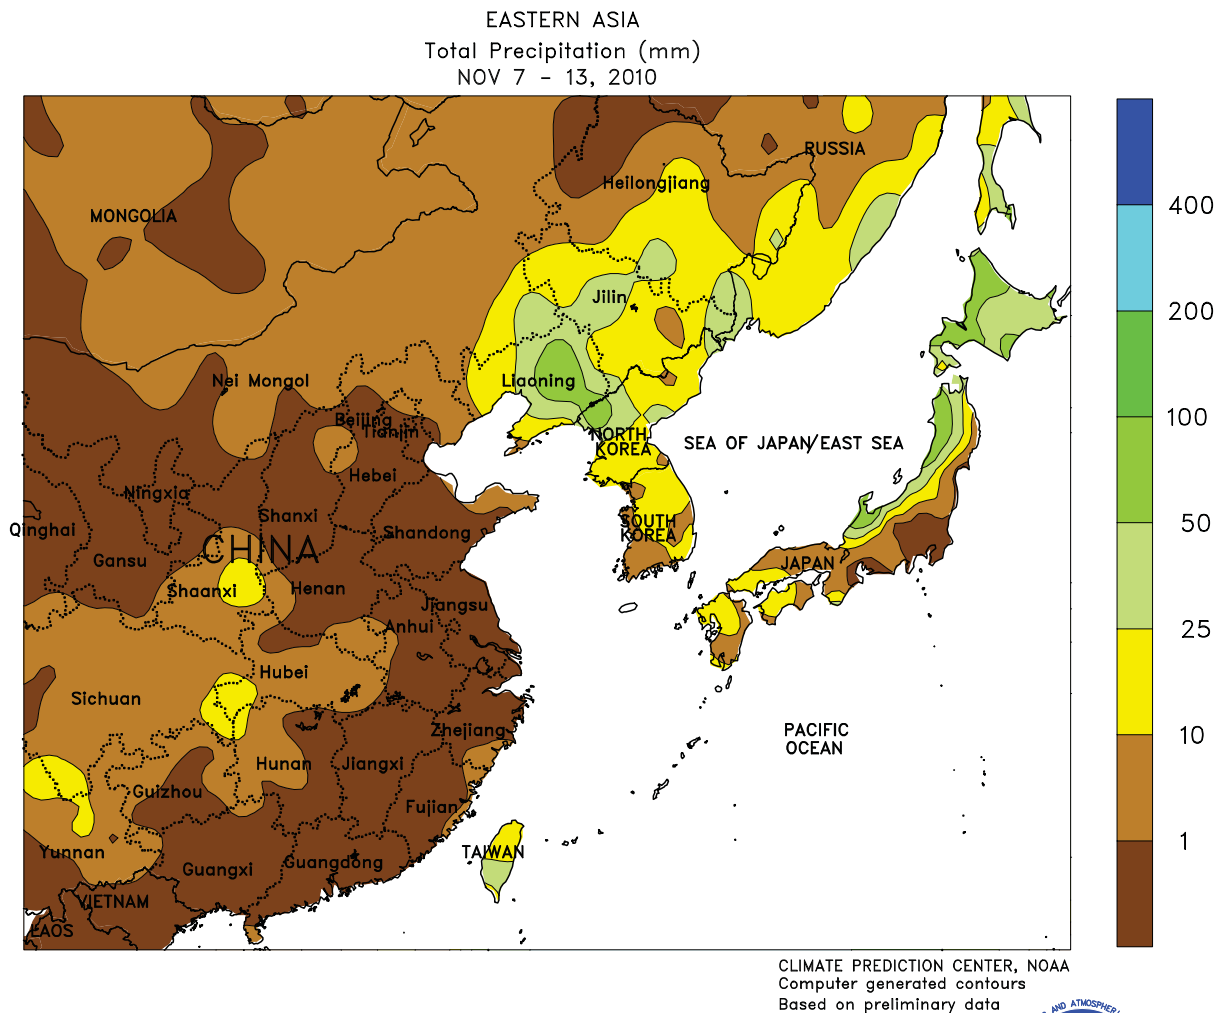 EASTERN ASIA
Total Precipitation (mm)
NOV 7 - 13, 2010
RUSSIA
Heilongjiang
MONGOLIA
400
Jilin
200
Nei Mongol
Liaoning
100
Beijing
Tianjin
NORTH
KOREA
SEA OF JAPAN/EAST SEA
Hebei
Ningxia
50
Shanxi
SOUTH
KOREA
Qinghai
Shandong
CHINA
Gansu
JAPAN
Shaanxi
Henan
Jiangsu
Anhui
25
Hubei
Sichuan
Zhejiang
PACIFIC
OCEAN
10
Hunan
Jiangxi
Guizhou
Fujian
1
Yunnan
TAIWAN
Guangxi
Guangdong
VIETNAM
LAOS
CLIMATE PREDICTION CENTER, NOAA
Computer generated contours
Based on preliminary data
AND ATMOSPHER